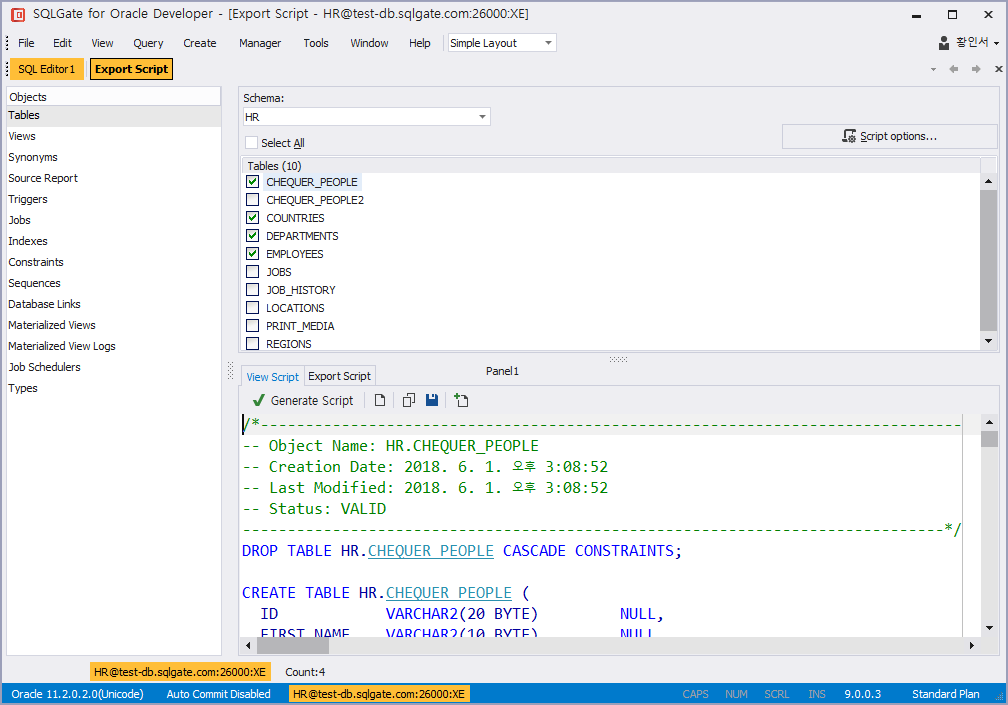 SQLGate for Oracle Developer - [Export Script - HR@test-db.sqlgate.com:26000:XE]
File Edit View Query Create Manager Tools Window Help Simple Layout 황인서
SQL Editor1 Export Script
Objects
Tables
Views
Synonyms
Source Report
Triggers
Jobs
Indexes
Constraints
Sequences
Database Links
Materialized Views
Materialized View Logs
Job Schedulers
Types
Schema:
HR
Select All
Script options...
Tables (10)
CHEQUER_PEOPLE
CHEQUER_PEOPLE2
COUNTRIES
DEPARTMENTS
EMPLOYEES
JOBS
JOB_HISTORY
LOCATIONS
PRINT_MEDIA
REGIONS
View Script Export Script Panel1
Generate Script
/*------------------------------------------------------------------------------
-- Object Name: HR.CHEQUER_PEOPLE
-- Creation Date: 2018. 6. 1. 오후 3:08:52
-- Last Modified: 2018. 6. 1. 오후 3:08:52
-- Status: VALID
------------------------------------------------------------------------------*/
DROP TABLE HR.CHEQUER_PEOPLE CASCADE CONSTRAINTS;
CREATE TABLE HR.CHEQUER_PEOPLE (
ID VARCHAR2(20 BYTE) NULL,
FIRST_NAME VARCHAR2(10 BYTE) NULL,
HR@test-db.sqlgate.com:26000:XE Count:4
Oracle 11.2.0.2.0(Unicode) Auto Commit Disabled HR@test-db.sqlgate.com:26000:XE CAPS NUM SCRL INS 9.0.0.3 Standard Plan